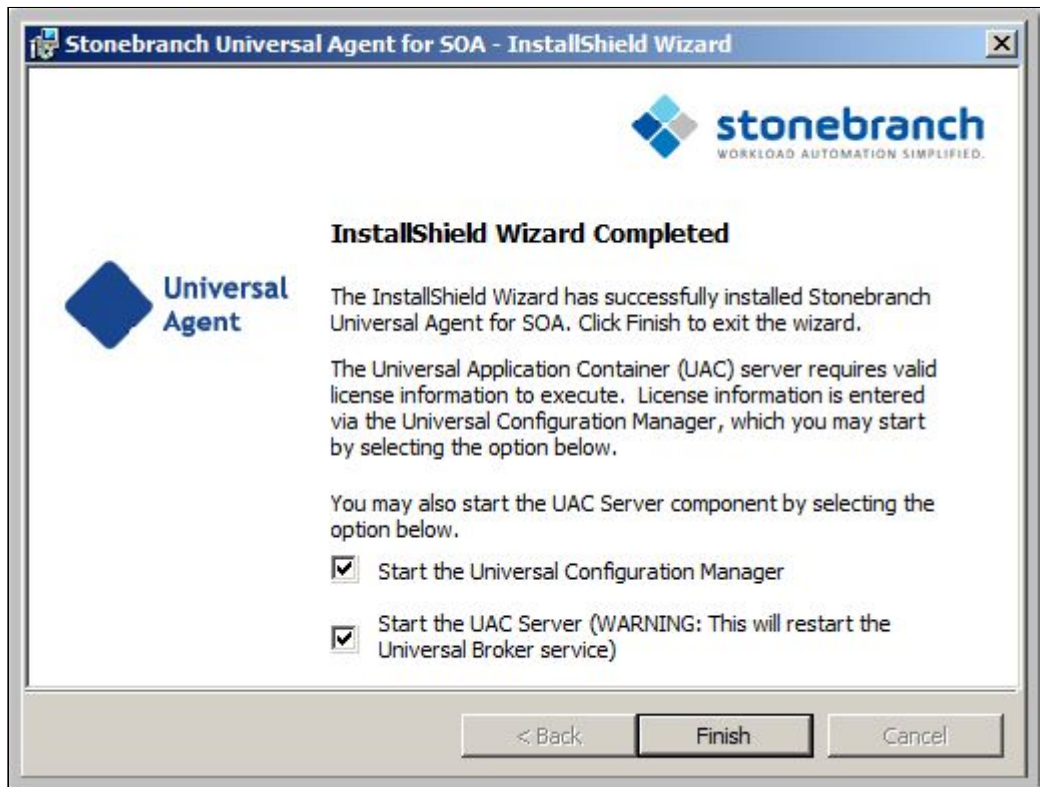 Stonebranch Universal Agent for SOA - InstallShield Wizard
stonebranch
WORKLOAD AUTOMATION SIMPLIFIED.
Universal
Agent
InstallShield Wizard Completed
The InstallShield Wizard has successfully installed Stonebranch
Universal Agent for SOA. Click Finish to exit the wizard.
The Universal Application Container (UAC) server requires valid
license information to execute.  License information is entered
via the Universal Configuration Manager, which you may start
by selecting the option below.
You may also start the UAC Server component by selecting the
option below.
Start the Universal Configuration Manager
Start the UAC Server (WARNING: This will restart the
Universal Broker service)
< Back
Finish
Cancel